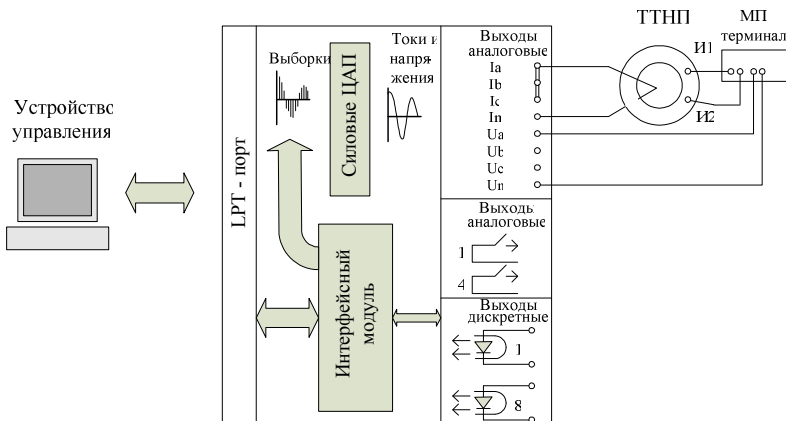 Устройство
управления
LPT - порт
Выборки
Силовые ЦАП
Токи и
напря-
жения
Интерфейсный
модуль
Выходы
аналоговые
Ia
Ib
Ic
In
Ua
Ub
Uc
Un
Выходы
аналоговые
1
4
Выходы
дискретные
1
8
ТТНП
И1
И2
МП
терминал